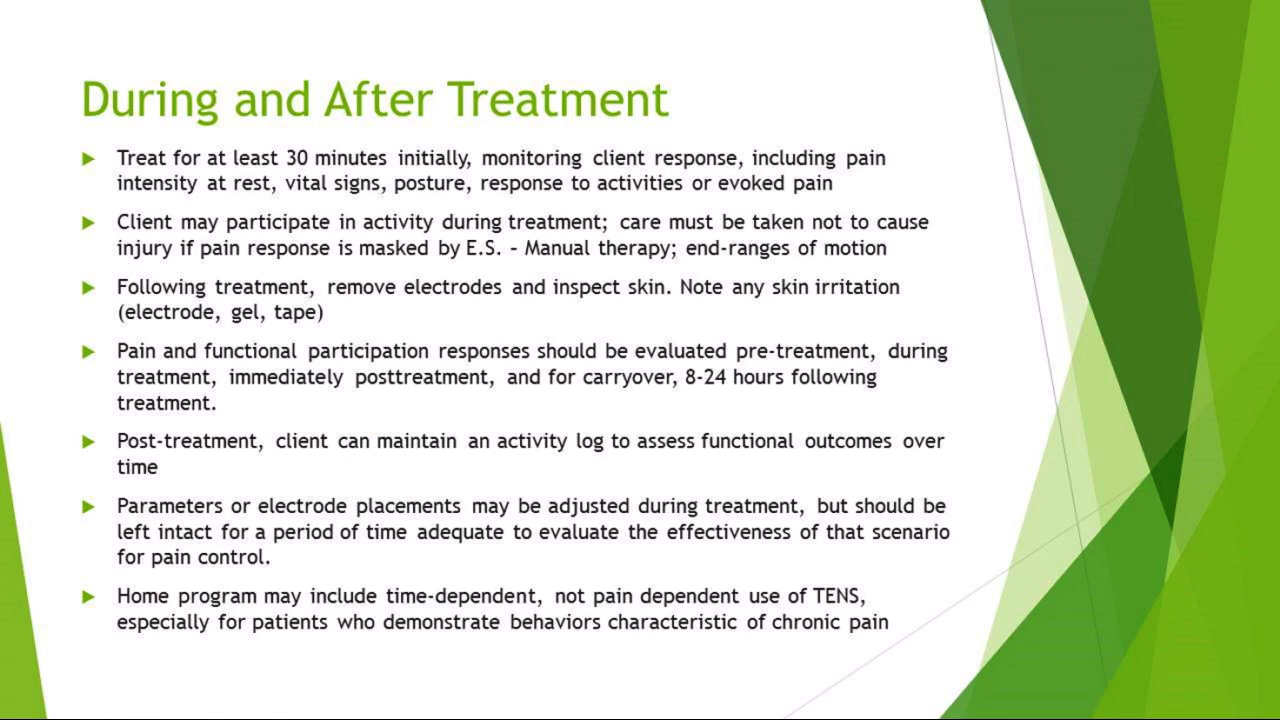 During and After Treatment
Treat for at least 30 minutes initially, monitoring client response, including pain
intensity at rest, vital signs, posture, response to activities or evoked pain
Client may participate in activity during treatment; care must be taken not to cause
injury if pain response is masked by E.S. – Manual therapy; end-ranges of motion
Following treatment, remove electrodes and inspect skin. Note any skin irritation
(electrode, gel, tape)
Pain and functional participation responses should be evaluated pre-treatment, during
treatment, immediately posttreatment, and for carryover, 8-24 hours following
treatment.
Post-treatment, client can maintain an activity log to assess functional outcomes over
time
Parameters or electrode placements may be adjusted during treatment, but should be
left intact for a period of time adequate to evaluate the effectiveness of that scenario
for pain control.
Home program may include time-dependent, not pain dependent use of TENS,
especially for patients who demonstrate behaviors characteristic of chronic pain